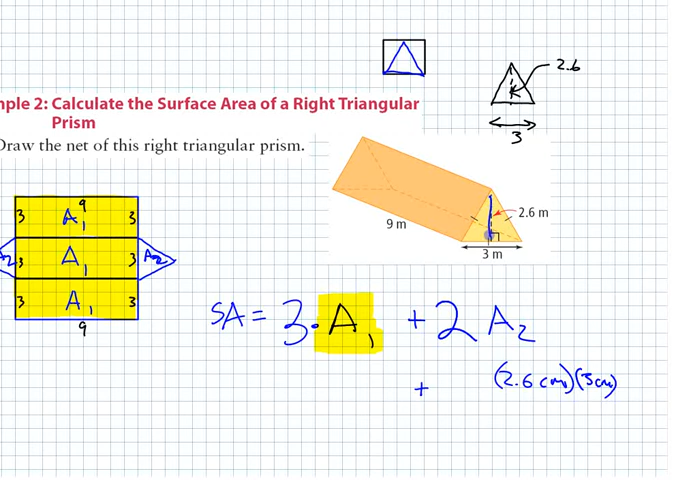 2.6
3
mple 2: Calculate the Surface Area of a Right Triangular
Prism
Draw the net of this right triangular prism.
9 m
2.6 m
3 m
3 A₁ 9 3
A₂ 3 A₁ 3 A₂
3 A₁ 3
9
SA = 3 · A₁ + 2 A₂
+ (2.6 cm)(3 cm)